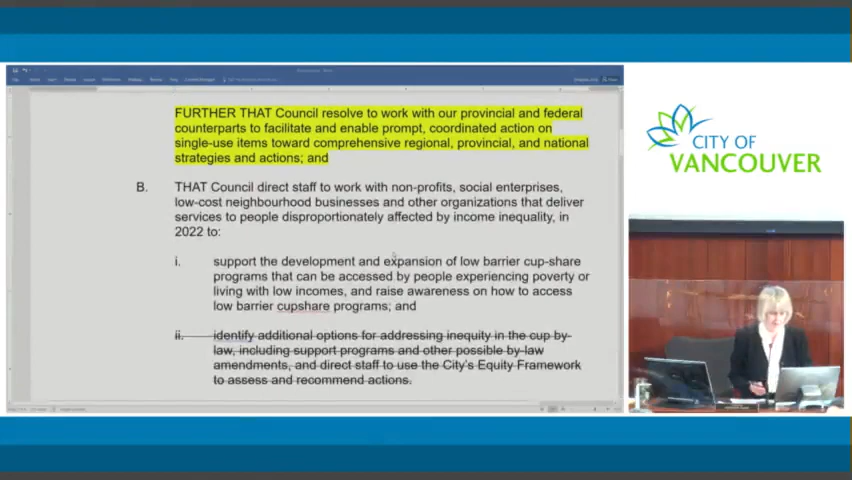 FURTHER THAT Council resolve to work with our provincial and federal
counterparts to facilitate and enable prompt, coordinated action on
single-use items toward comprehensive regional, provincial, and national
strategies and actions; and
B. THAT Council direct staff to work with non-profits, social enterprises,
low-cost neighbourhood businesses and other organizations that deliver
services to people disproportionately affected by income inequality, in
2022 to:
i. support the development and expansion of low barrier cup-share
programs that can be accessed by people experiencing poverty or
living with low incomes, and raise awareness on how to access
low barrier cupshare programs; and
ii. identify additional options for addressing inequity in the cup by-
law, including support programs and other possible by-law
amendments, and direct staff to use the City's Equity Framework
to assess and recommend actions.
CITY OF
VANCOUVER